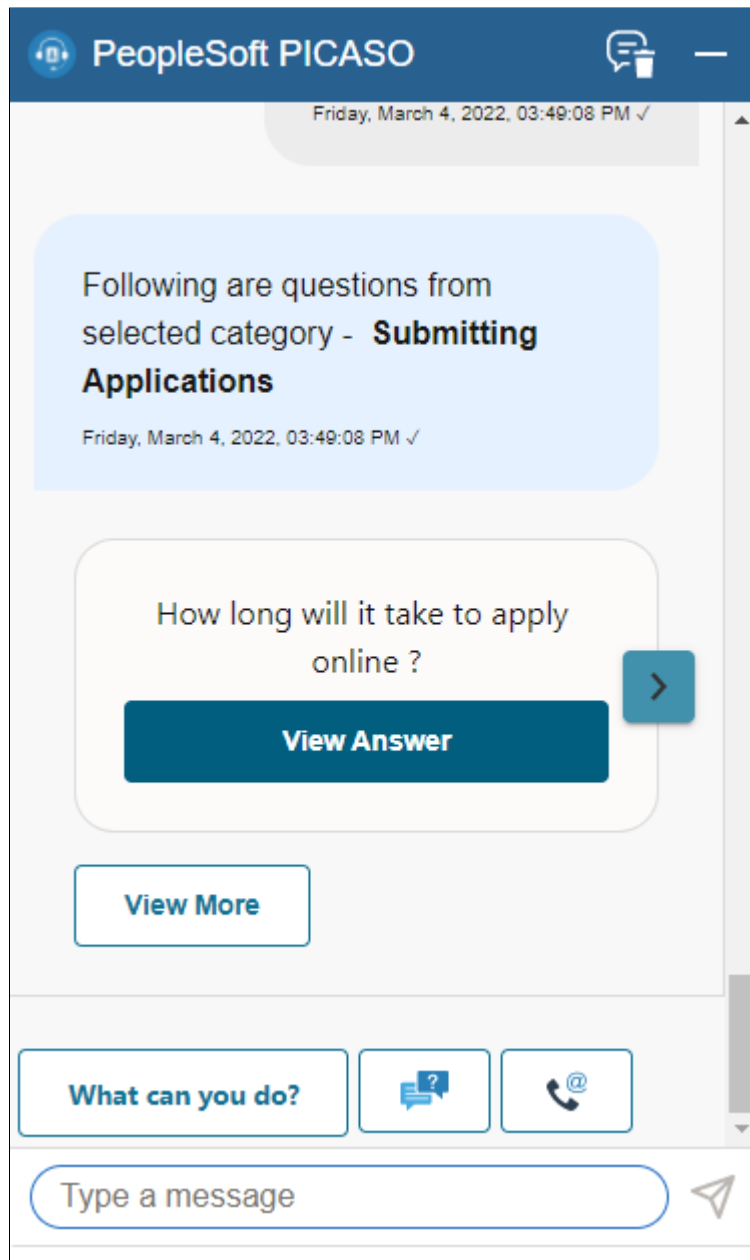 PeopleSoft PICASO
Friday, March 4, 2022, 03:49:08 PM ✓
Following are questions from
selected category - Submitting
Applications
Friday, March 4, 2022, 03:49:08 PM ✓
How long will it take to apply
online ?
View Answer
View More
What can you do?
?
@
Type a message